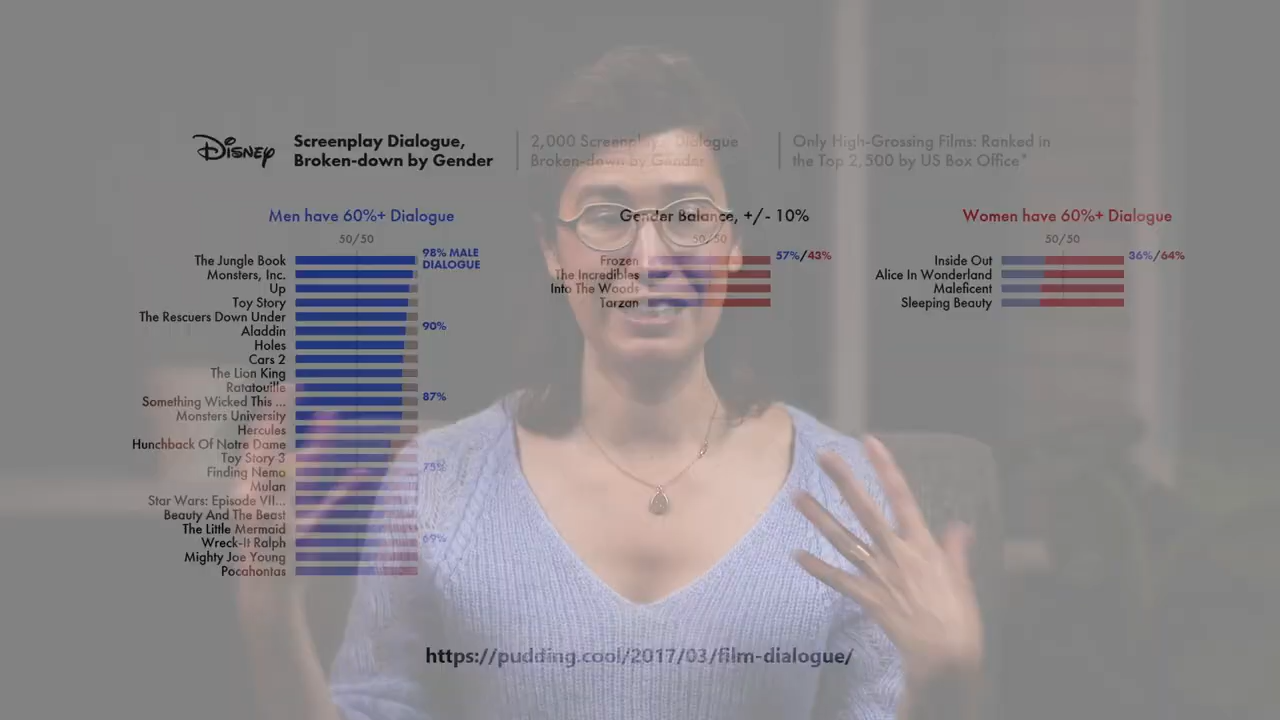 Disney
Screenplay Dialogue,
Broken-down by Gender
2,000 Screenplays: Dialogue
Broken-down by Gender
Only High-Grossing Films: Ranked in
the Top 2,500 by US Box Office*
Men have 60%+ Dialogue
50/50
The Jungle Book
98% MALE
DIALOGUE
Monsters, Inc.
Up
Toy Story
The Rescuers Down Under
Aladdin
90%
Holes
Cars 2
The Lion King
Ratatouille
Something Wicked This ...
87%
Monsters University
Hercules
Hunchback Of Notre Dame
Toy Story 3
Finding Nemo
75%
Mulan
Star Wars: Episode VII...
Beauty And The Beast
The Little Mermaid
Wreck-It Ralph
69%
Mighty Joe Young
Pocahontas
Gender Balance, +/- 10%
50/50
Frozen
57%/43%
The Incredibles
Into The Woods
Tarzan
Women have 60%+ Dialogue
50/50
Inside Out
36%/64%
Alice In Wonderland
Maleficent
Sleeping Beauty
https://pudding.cool/2017/03/film-dialogue/